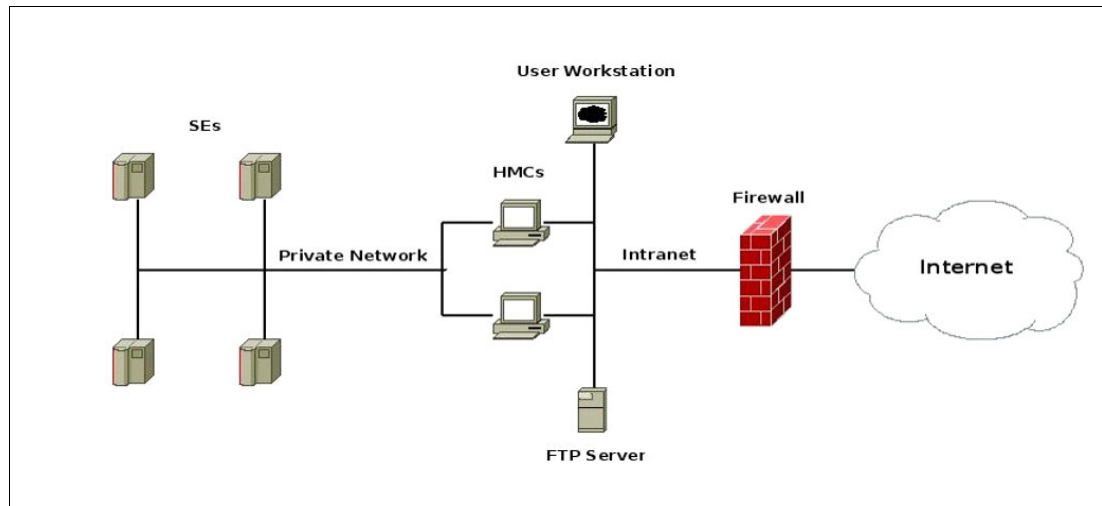 User Workstation
SEs
HMCs
Firewall
Private Network
Intranet
Internet
FTP Server